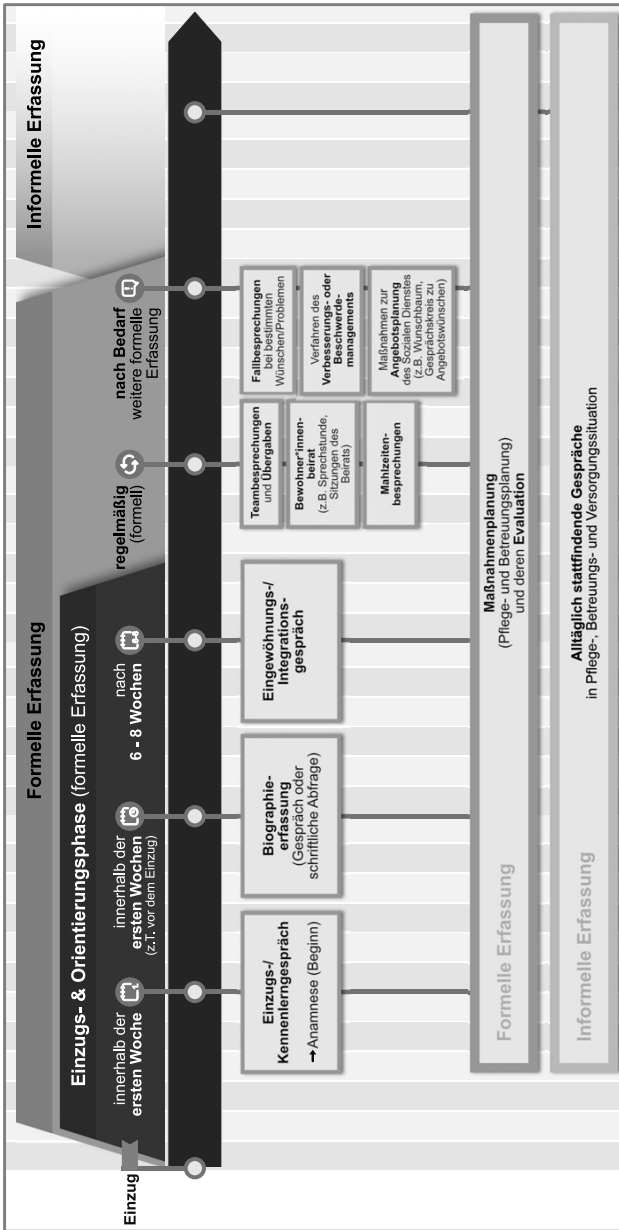 Formelle Erfassung
Informelle Erfassung
Einzugs- & Orientierungsphase (formelle Erfassung)
Einzug
innerhalb der
ersten Woche
innerhalb der
ersten Wochen
(z.T. vor dem Einzug)
nach
6 - 8 Wochen
regelmäßig
(formell)
nach Bedarf
weitere formelle
Erfassung
Einzugs-/
Kennenlerngespräch
➞Anamnese (Beginn)
Biographie-
erfassung
(Gespräch oder
schriftliche Abfrage)
Eingewöhnungs-/
Integrations-
gespräch
Teambesprechungen
und Übergaben
Bewohner*innen-
beirat
(z.B. Sprechstunde,
Sitzungen des
Beirats)
Mahlzeiten-
besprechungen
Fallbesprechungen
bei bestimmten
Wünschen/Problemen
Verfahren des
Verbesserungs- oder
Beschwerde-
managements
Maßnahmen zur
Angebotsplanung
des Sozialen Dienstes
(z.B. Wunschbaum,
Gesprächskreis zu
Angebotswünschen)
Formelle Erfassung
Maßnahmenplanung
(Pflege- und Betreuungsplanung)
und deren Evaluation
Informelle Erfassung
Alltäglich stattfindende Gespräche
in Pflege-, Betreuungs- und Versorgungssituation